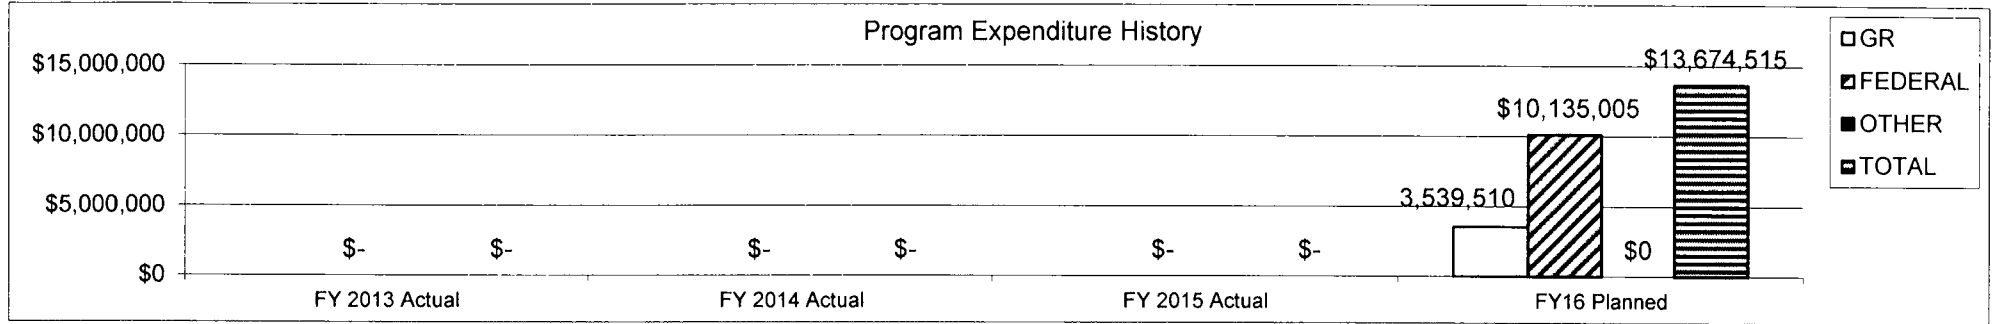 Program Expenditure History
GR
FEDERAL
OTHER
TOTAL
$15,000,000
$10,000,000
$5,000,000
$0
$- $- $- $- $- $- 3,539,510 $10,135,005 $0 $13,674,515
FY 2013 Actual FY 2014 Actual FY 2015 Actual FY16 Planned